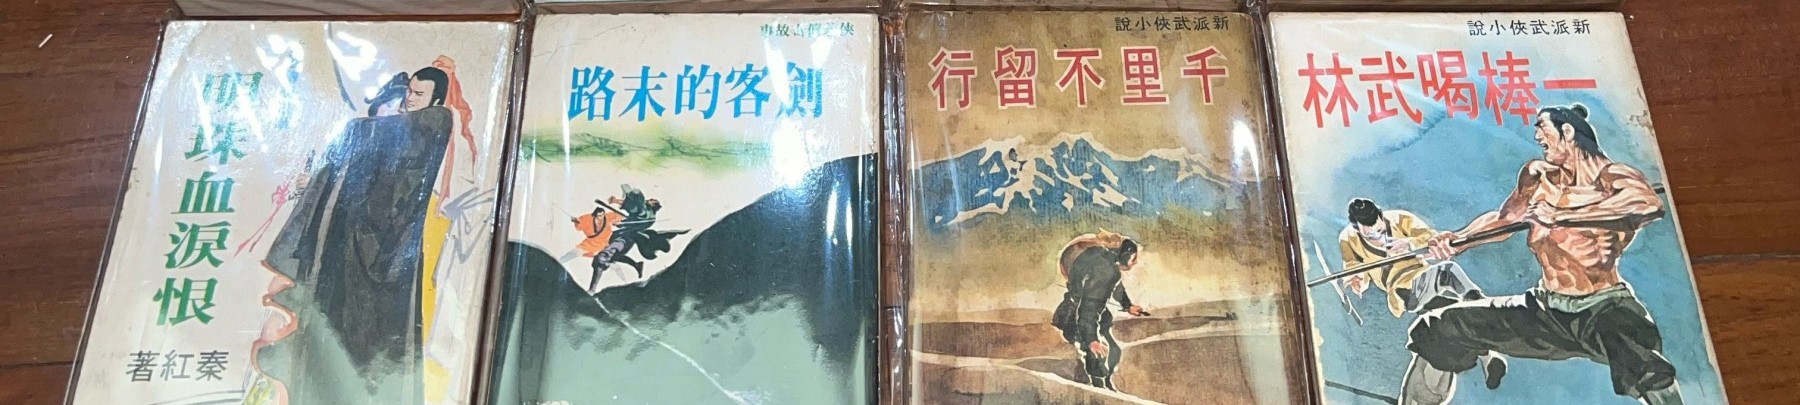 明珠血淚恨
秦紅著
劍客的末路
新派武俠小說
千里不留行
新派武俠小說
一棒喝武林